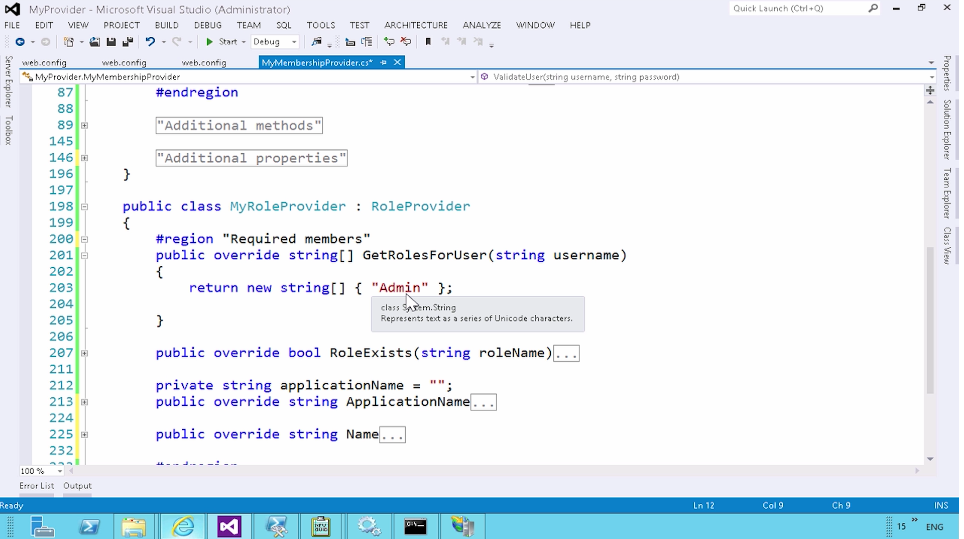 MyProvider - Microsoft Visual Studio (Administrator)
Quick Launch (Ctrl+Q)
FILE EDIT VIEW PROJECT BUILD DEBUG TEAM SQL TOOLS TEST ARCHITECTURE ANALYZE WINDOW HELP
Start Debug
web.config web.config web.config MyMembershipProvider.cs*
MyProvider.MyMembershipProvider ValidateUser(string username, string password)
Server Explorer
Toolbox
Properties
Solution Explorer
Team Explorer
Class View
87 #endregion
88
89 "Additional methods"
145
146 "Additional properties"
196 }
197
198 public class MyRoleProvider : RoleProvider
199 {
200 #region "Required members"
201 public override string[] GetRolesForUser(string username)
202 {
203 return new string[] { "Admin" };
204
class System.String
Represents text as a series of Unicode characters.
205 }
206
207 public override bool RoleExists(string roleName)...
211
212 private string applicationName = "";
213 public override string ApplicationName...
224
225 public override string Name...
232
233 #endregion
100 %
Error List Output
Ready Ln 12 Col 9 Ch 9 INS
15 ENG